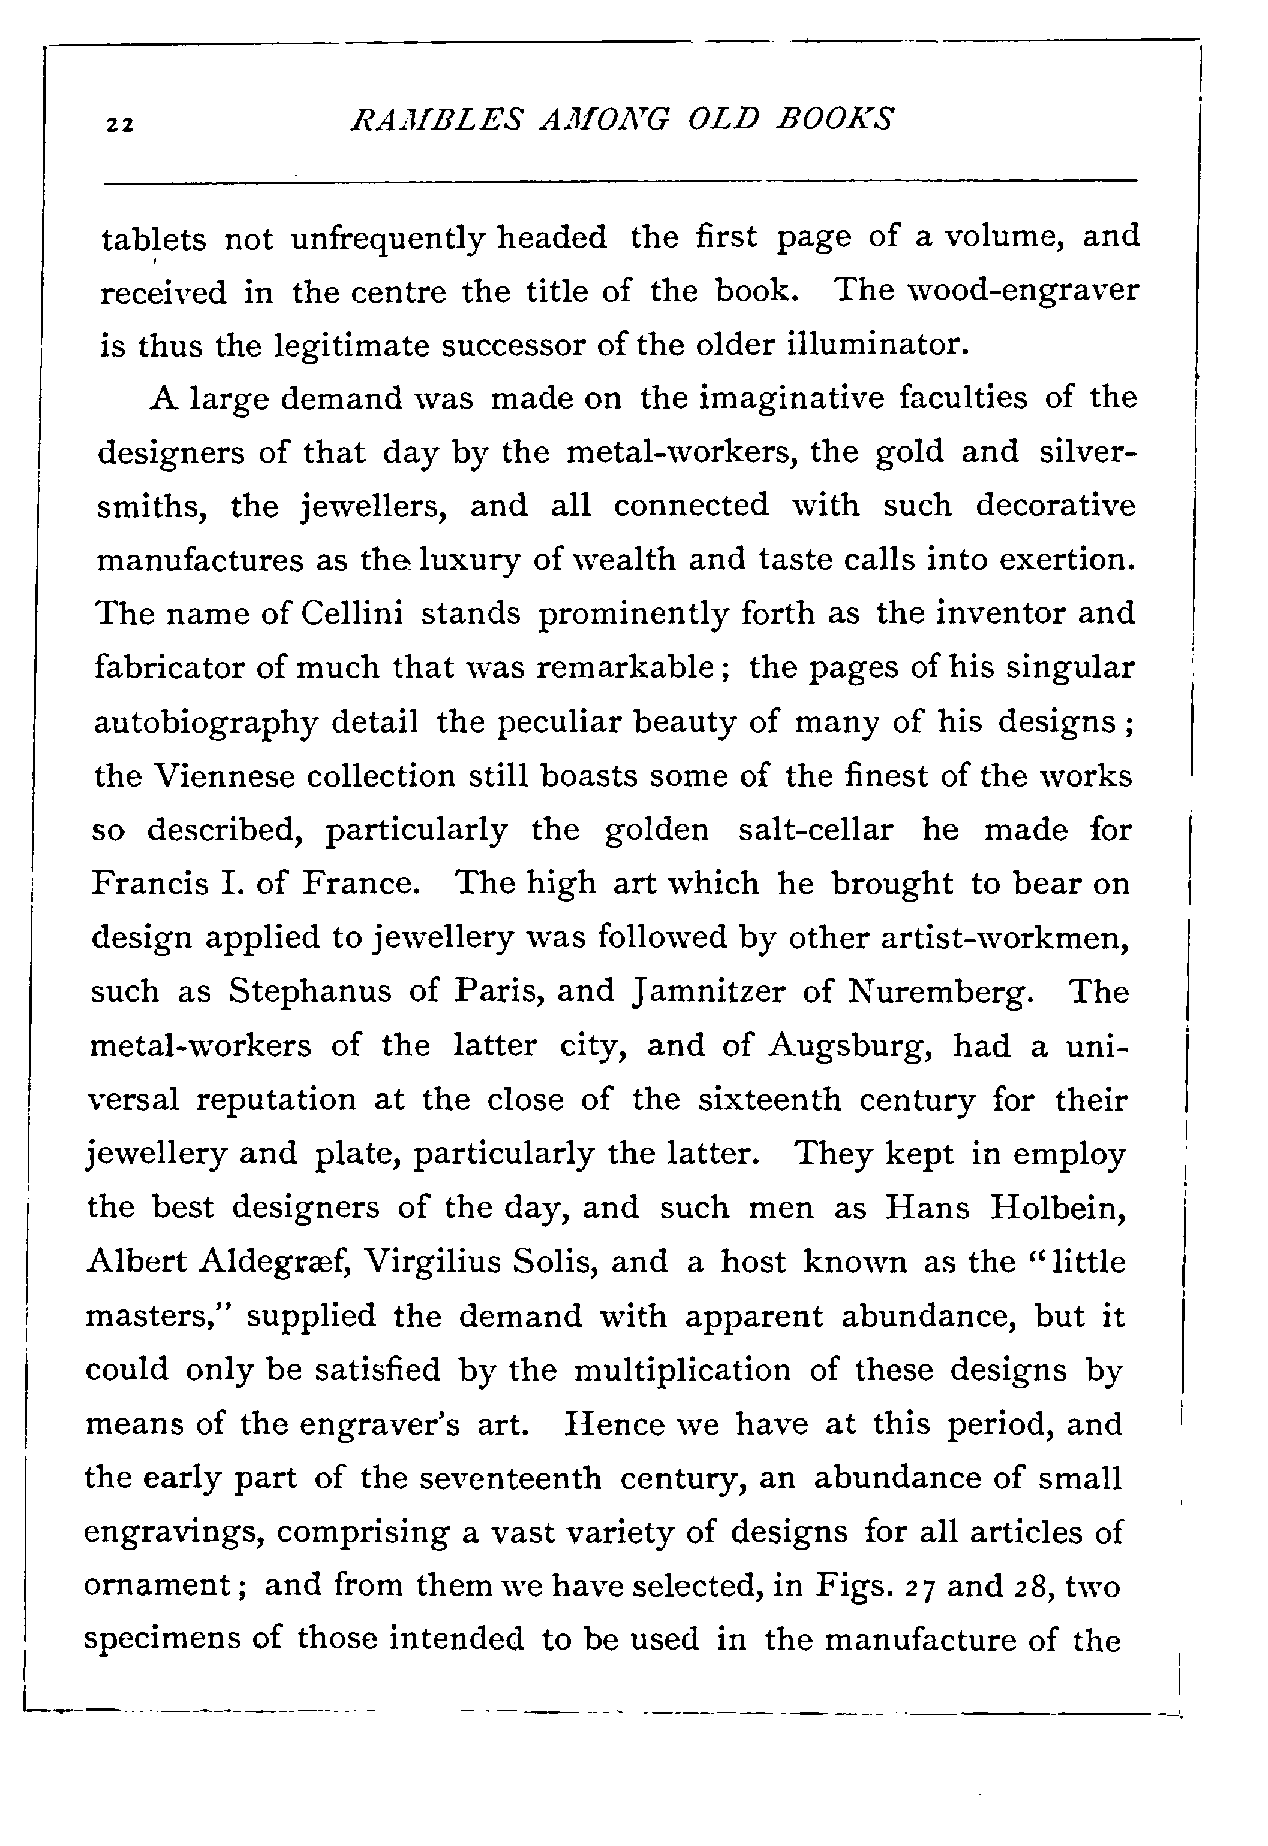 22 RAMBLES AMONG OLD BOOKS
tablets not unfrequently headed the first page of a volume, and
received in the centre the title of the book. The wood-engraver
is thus the legitimate successor of the older illuminator.
A large demand was made on the imaginative faculties of the
designers of that day by the metal-workers, the gold and silver-
smiths, the jewellers, and all connected with such decorative
manufactures as the luxury of wealth and taste calls into exertion.
The name of Cellini stands prominently forth as the inventor and
fabricator of much that was remarkable; the pages of his singular
autobiography detail the peculiar beauty of many of his designs;
the Viennese collection still boasts some of the finest of the works
so described, particularly the golden salt-cellar he made for
Francis I. of France. The high art which he brought to bear on
design applied to jewellery was followed by other artist-workmen,
such as Stephanus of Paris, and Jamnitzer of Nuremberg. The
metal-workers of the latter city, and of Augsburg, had a uni-
versal reputation at the close of the sixteenth century for their
jewellery and plate, particularly the latter. They kept in employ
the best designers of the day, and such men as Hans Holbein,
Albert Aldegræf, Virgilius Solis, and a host known as the "little
masters," supplied the demand with apparent abundance, but it
could only be satisfied by the multiplication of these designs by
means of the engraver's art. Hence we have at this period, and
the early part of the seventeenth century, an abundance of small
engravings, comprising a vast variety of designs for all articles of
ornament; and from them we have selected, in Figs. 27 and 28, two
specimens of those intended to be used in the manufacture of the